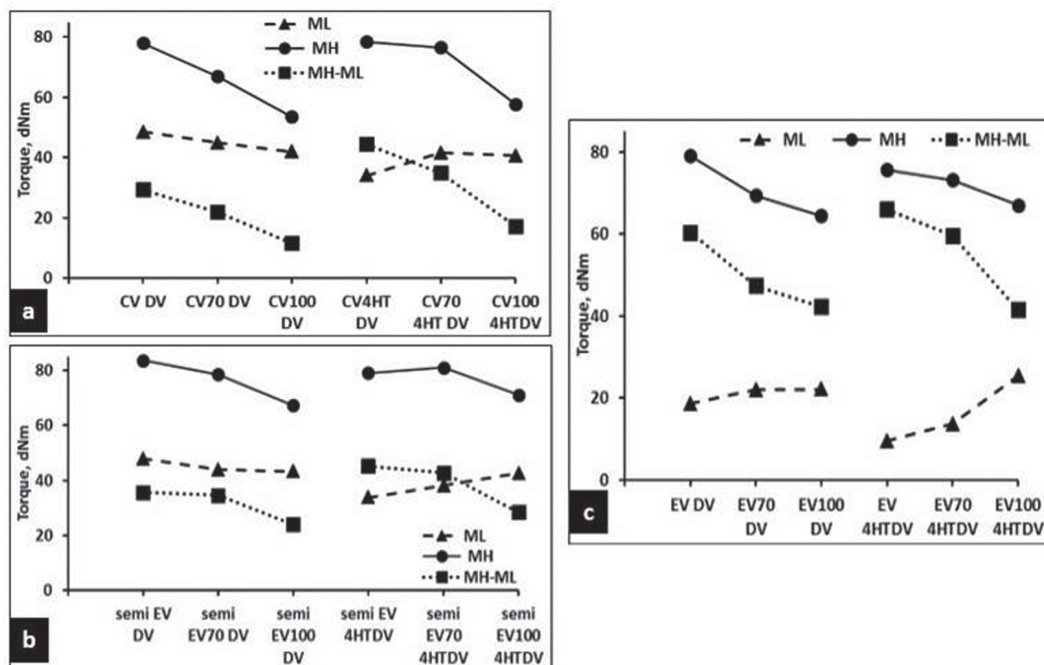 ML
MH
MH-ML
Torque, dNm
80
60
40
20
0
CV DV CV70 DV CV100 CV4HT CV70 CV100
DV DV 4HT DV 4HTDV
a
Torque, dNm
80
60
40
20
0
ML
MH
MH-ML
semi EV semi semi semi EV semi semi
DV EV70 DV EV100 4HTDV EV70 EV100
DV 4HTDV 4HTDV
b
ML MH MH-ML
Torque, dNm
80
60
40
20
0
EV DV EV70 EV100 EV EV70 EV100
DV DV 4HTDV 4HTDV 4HTDV
c